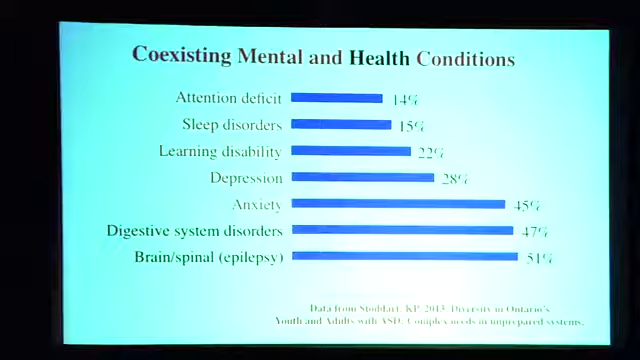 Coexisting Mental and Health Conditions
Attention deficit 14%
Sleep disorders 15%
Learning disability 22%
Depression 28%
Anxiety 45%
Digestive system disorders 47%
Brain/spinal (epilepsy) 51%
Data from Stoddart, KP, 2013. Diversity in Ontario's
Youth and Adults with ASD: Complex needs in unprepared systems.